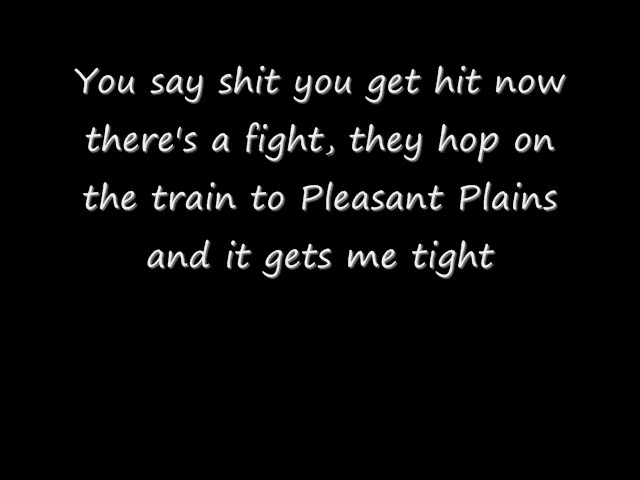 You say shit you get hit now
there's a fight, they hop on
the train to Pleasant Plains
and it gets me tight